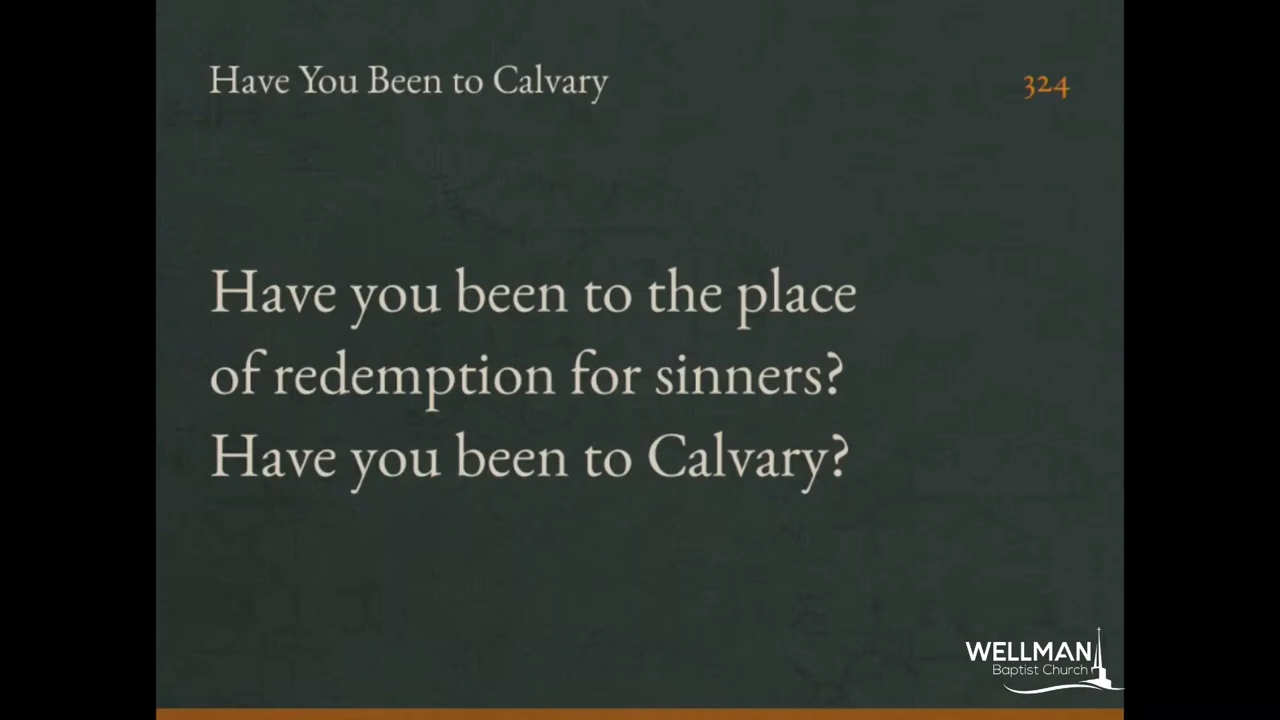 Have You Been to Calvary
324
Have you been to the place
of redemption for sinners?
Have you been to Calvary?
WELLMAN
Baptist Church